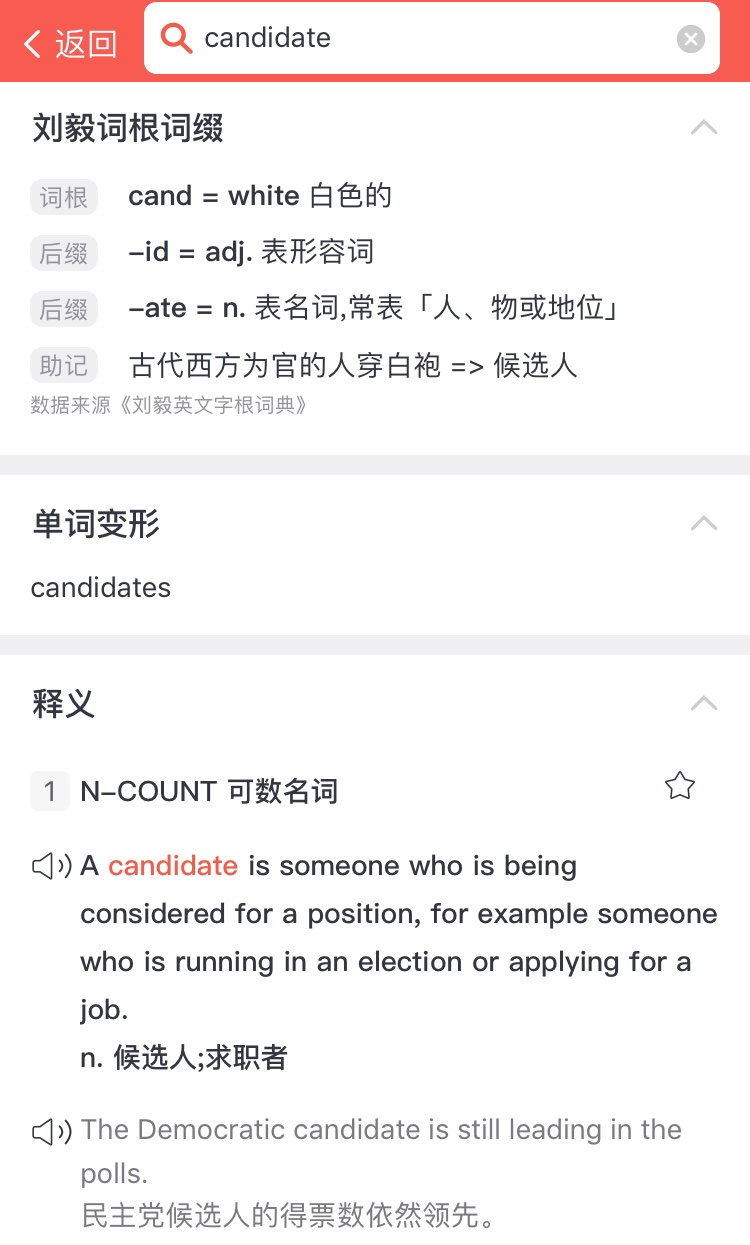 返回
candidate
刘毅词根词缀
词根 cand = white 白色的
后缀 -id = adj. 表形容词
后缀 -ate = n. 表名词,常表「人、物或地位」
助记 古代西方为官的人穿白袍 => 候选人
数据来源《刘毅英文字根词典》
单词变形
candidates
释义
1 N-COUNT 可数名词
A candidate is someone who is being
considered for a position, for example someone
who is running in an election or applying for a
job.
n. 候选人;求职者
The Democratic candidate is still leading in the
polls.
民主党候选人的得票数依然领先。